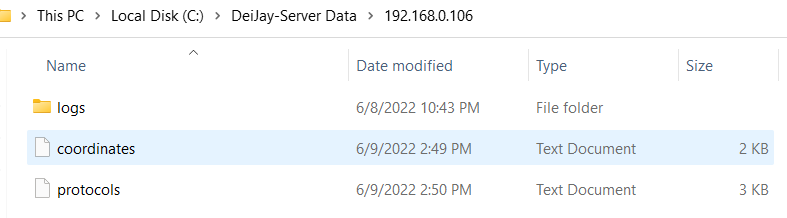 This PC > Local Disk (C:) > DeiJay-Server Data > 192.168.0.106
Name Date modified Type Size
logs 6/8/2022 10:43 PM File folder
coordinates 6/9/2022 2:49 PM Text Document 2 KB
protocols 6/9/2022 2:50 PM Text Document 3 KB